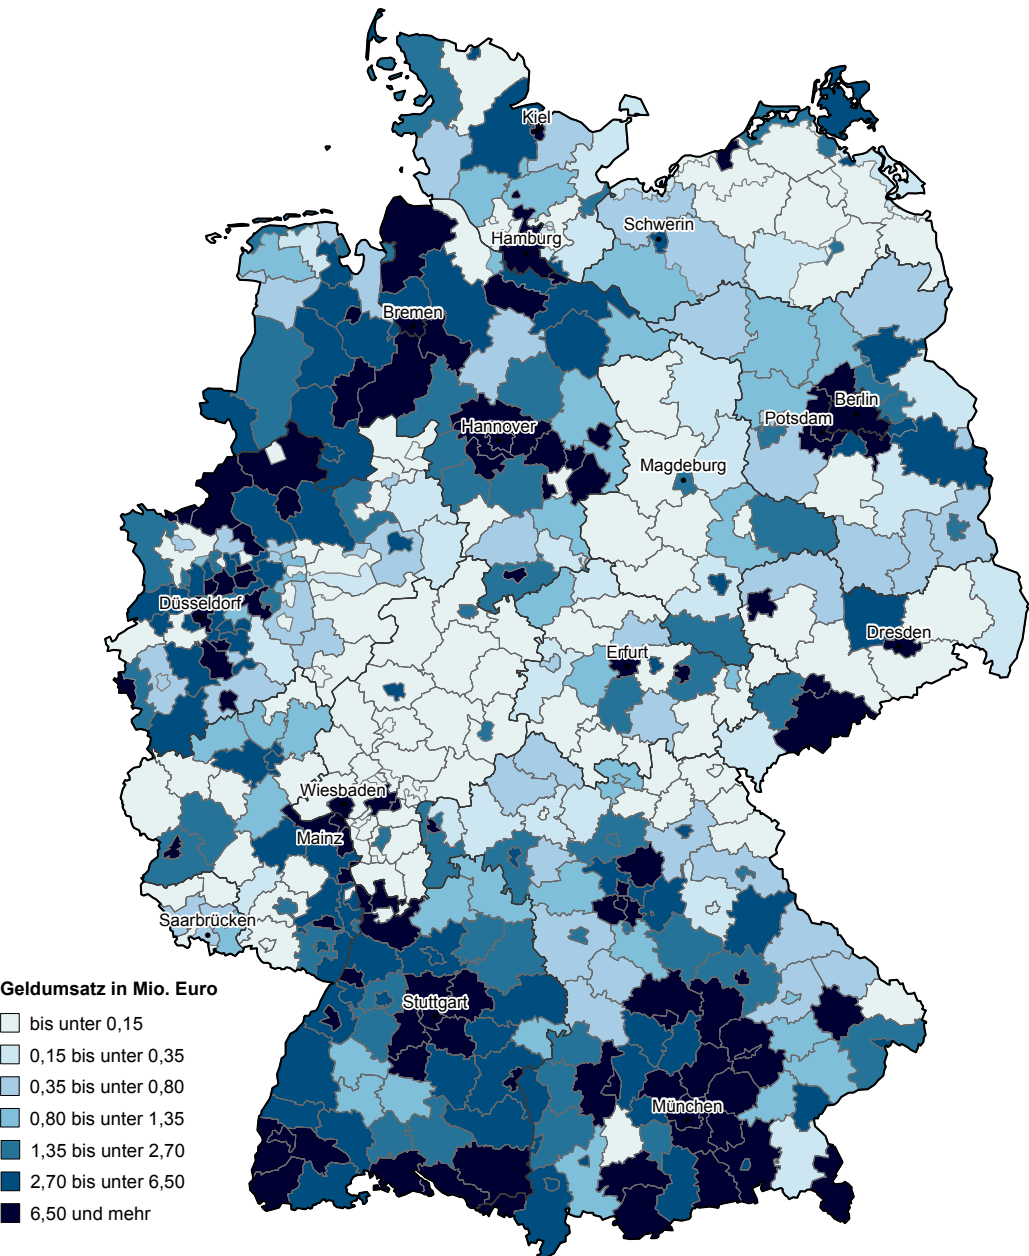 Kiel
Schwerin
Hamburg
Bremen
Berlin
Potsdam
Hannover
Magdeburg
Düsseldorf
Dresden
Erfurt
Wiesbaden
Mainz
Saarbrücken
Stuttgart
München
Geldumsatz in Mio. Euro
bis unter 0,15
0,15 bis unter 0,35
0,35 bis unter 0,80
0,80 bis unter 1,35
1,35 bis unter 2,70
2,70 bis unter 6,50
6,50 und mehr